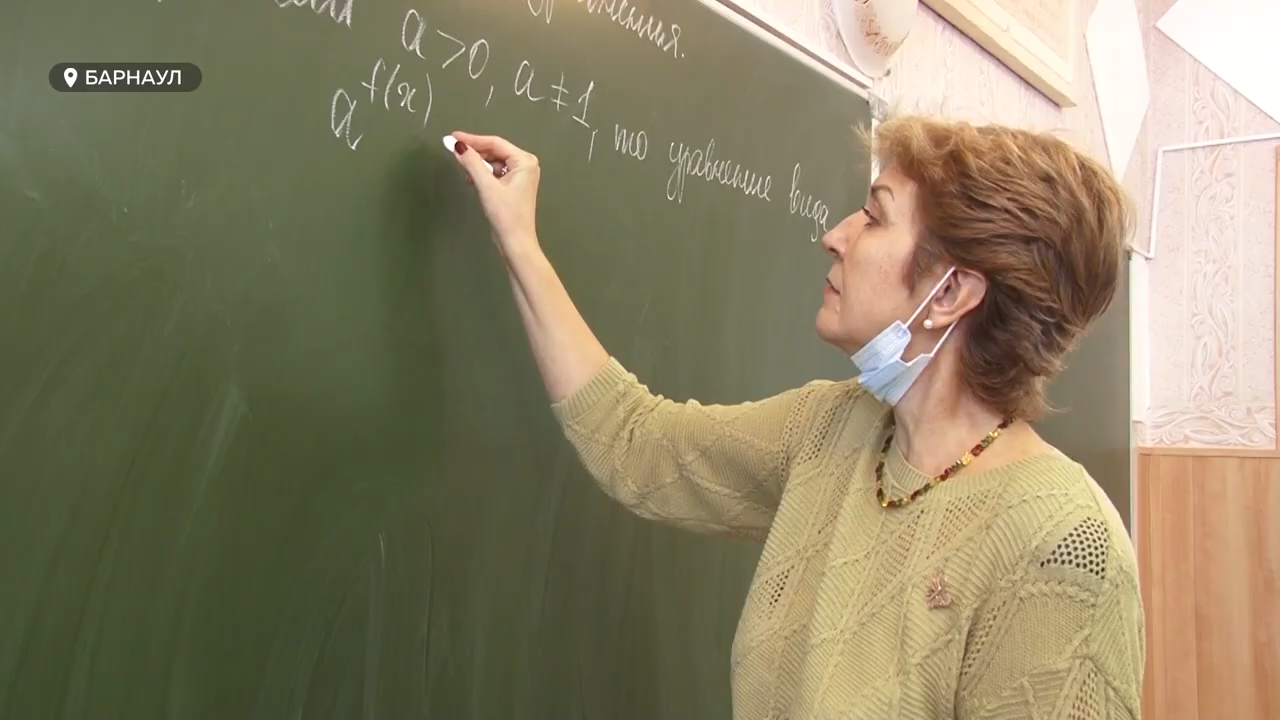 БАРНАУЛ
a>0, a≠1, то уравнение вида
a^f(x)